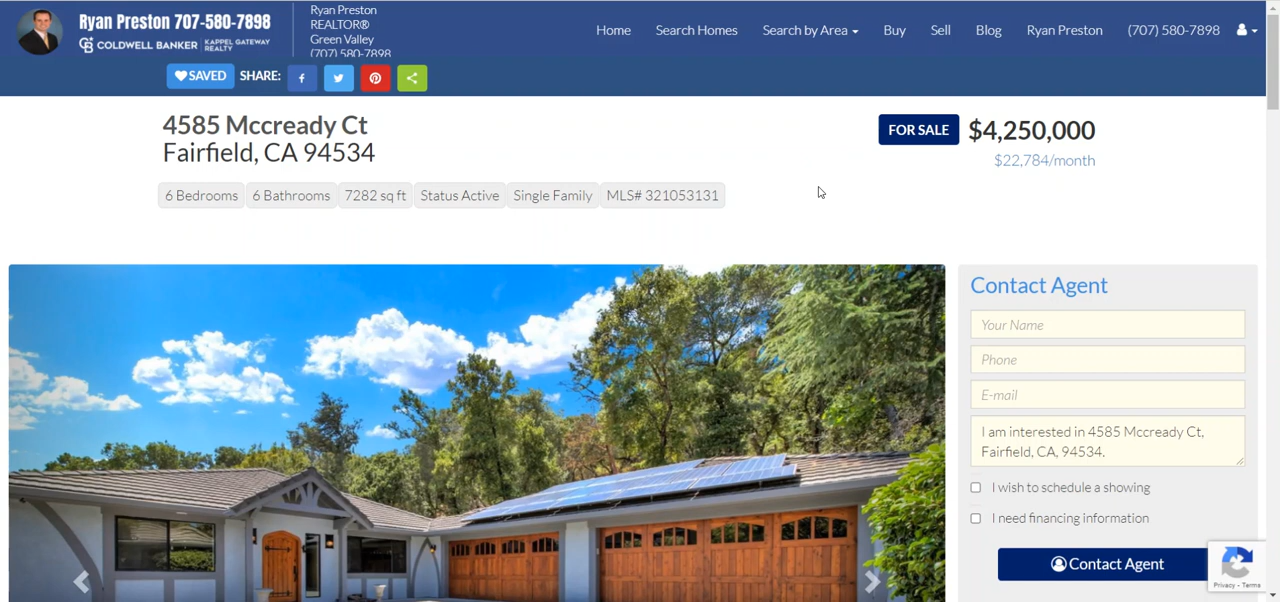 Ryan Preston 707-580-7898
COLDWELL BANKER KAPPEL GATEWAY REALTY
Ryan Preston
REALTOR®
Green Valley
(707) 580-7898
Home Search Homes Search by Area Buy Sell Blog Ryan Preston (707) 580-7898
SAVED SHARE:
4585 Mccready Ct
Fairfield, CA 94534
FOR SALE $4,250,000
$22,784/month
6 Bedrooms 6 Bathrooms 7282 sq ft Status Active Single Family MLS# 321053131
Contact Agent
Your Name
Phone
E-mail
I am interested in 4585 Mccready Ct,
Fairfield, CA, 94534.
I wish to schedule a showing
I need financing information
Contact Agent
Privacy - Terms